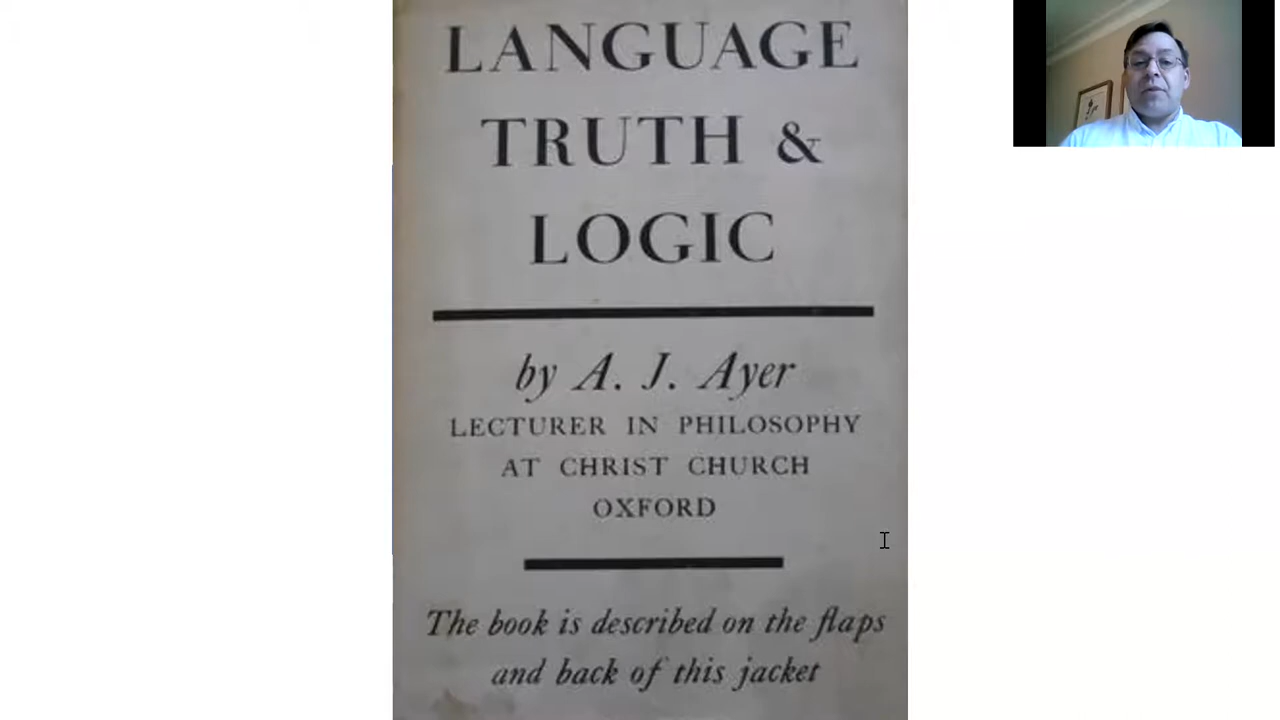 LANGUAGE
TRUTH &
LOGIC
by A. J. Ayer
LECTURER IN PHILOSOPHY
AT CHRIST CHURCH
OXFORD
The book is described on the flaps
and back of this jacket